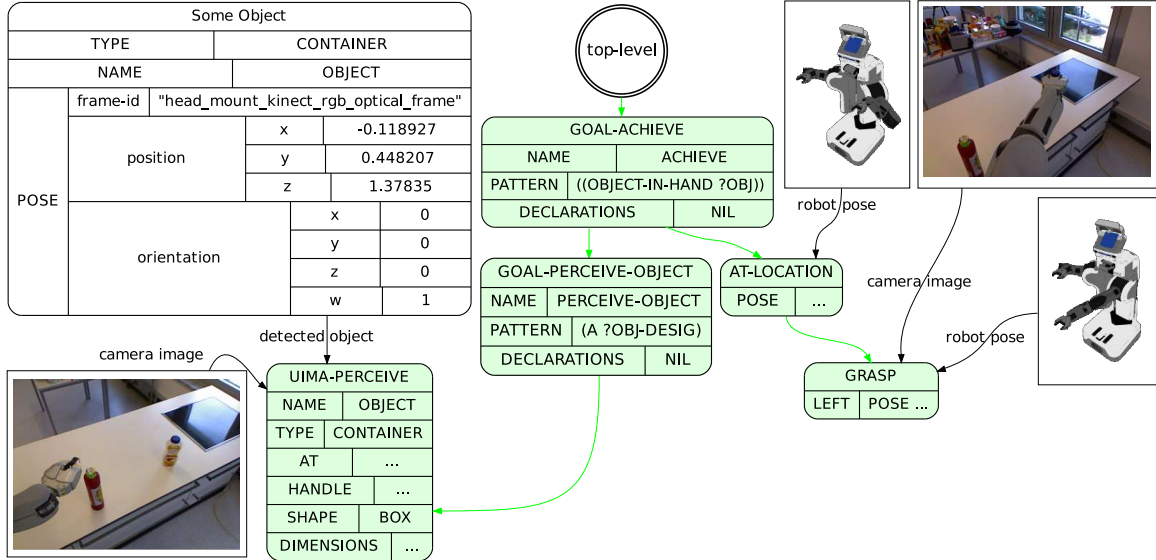 Some Object
TYPE CONTAINER
NAME OBJECT
POSE
frame-id "head_mount_kinect_rgb_optical_frame"
position
x -0.118927
y 0.448207
z 1.37835
orientation
x 0
y 0
z 0
w 1
top-level
GOAL-ACHIEVE
NAME ACHIEVE
PATTERN ((OBJECT-IN-HAND ?OBJ))
DECLARATIONS NIL
robot pose
GOAL-PERCEIVE-OBJECT
NAME PERCEIVE-OBJECT
PATTERN (A ?OBJ-DESIG)
DECLARATIONS NIL
AT-LOCATION
POSE ...
camera image
robot pose
detected object
camera image
UIMA-PERCEIVE
NAME OBJECT
TYPE CONTAINER
AT ...
HANDLE ...
SHAPE BOX
DIMENSIONS ...
GRASP
LEFT POSE ...